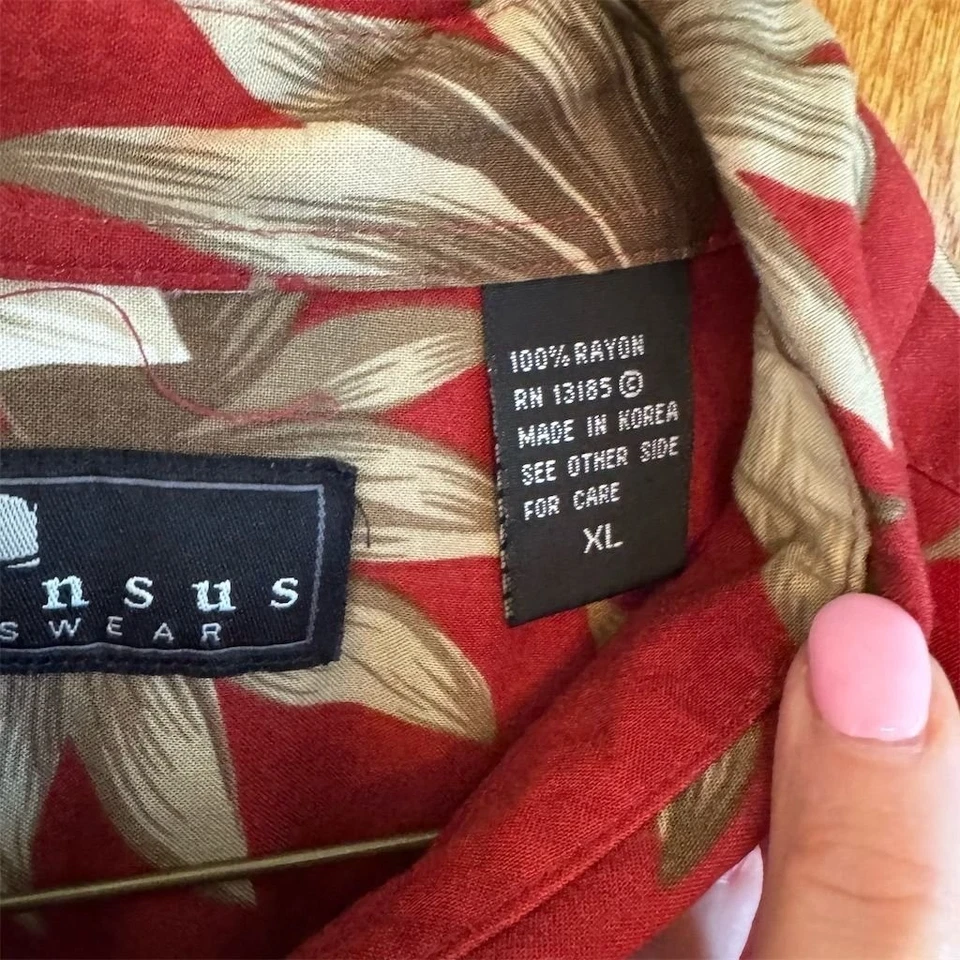 nsus
SWEAR
100% RAYON
RN 13185 ©
MADE IN KOREA
SEE OTHER SIDE
FOR CARE
XL